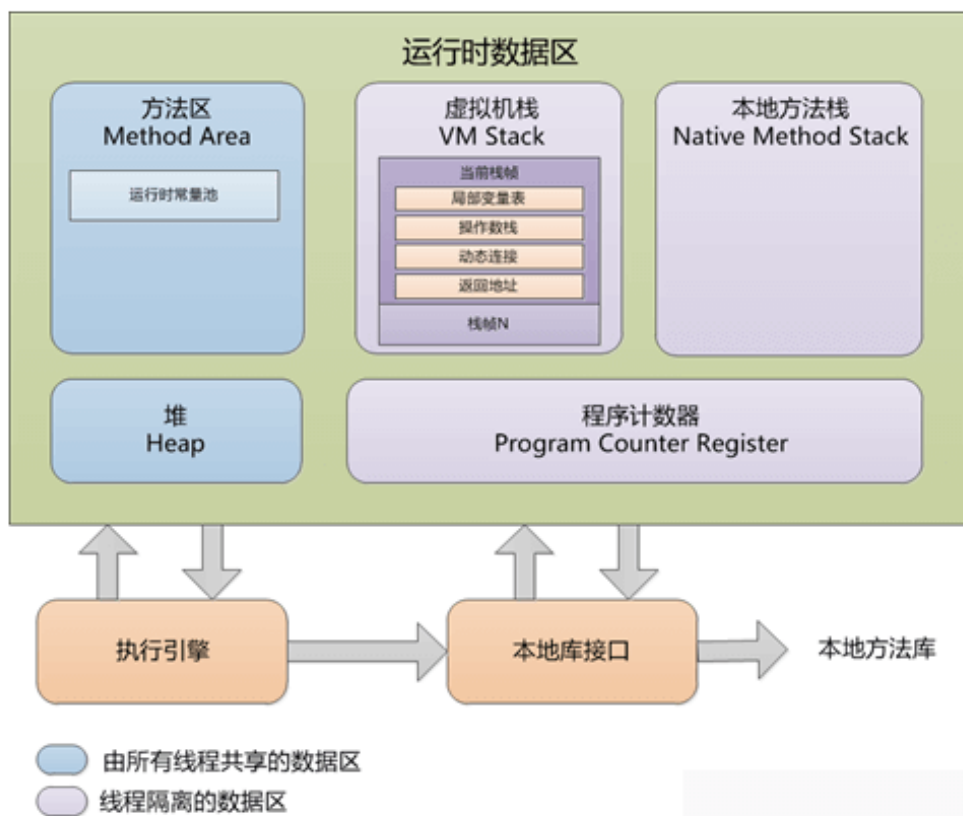 运行时数据区
方法区
Method Area
运行时常量池
虚拟机栈
VM Stack
当前栈帧
局部变量表
操作数栈
动态连接
返回地址
栈帧N
本地方法栈
Native Method Stack
堆
Heap
程序计数器
Program Counter Register
执行引擎
本地库接口
本地方法库
由所有线程共享的数据区
线程隔离的数据区